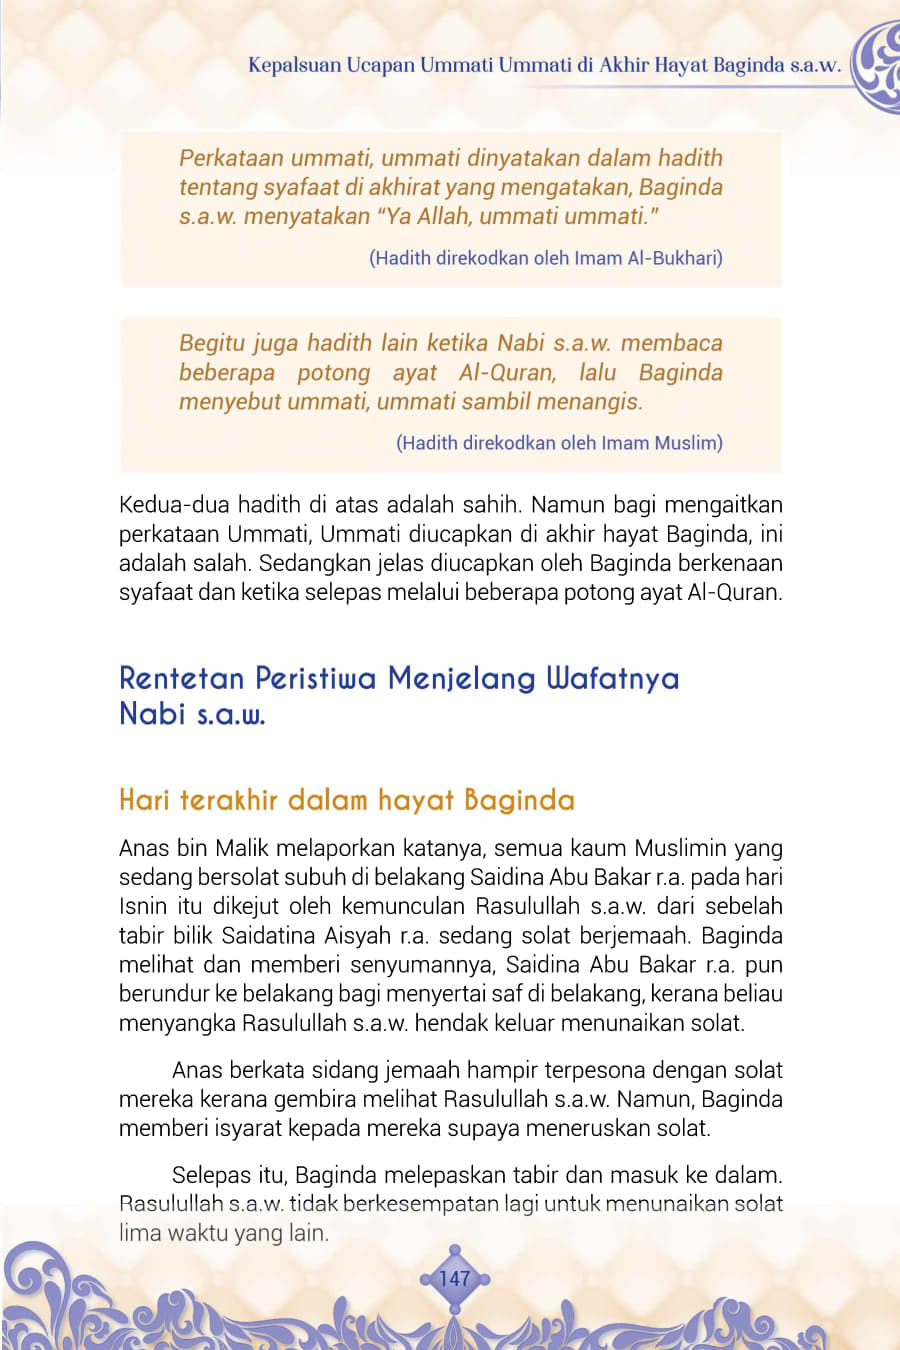 Kepalsuan Ucapan Ummati Ummati di Akhir Hayat Baginda s.a.w.
Perkataan ummati, ummati dinyatakan dalam hadith
tentang syafaat di akhirat yang mengatakan, Baginda
s.a.w. menyatakan “Ya Allah, ummati ummati.”
(Hadith direkodkan oleh Imam Al-Bukhari)
Begitu juga hadith lain ketika Nabi s.a.w. membaca
beberapa potong ayat Al-Quran, lalu Baginda
menyebut ummati, ummati sambil menangis.
(Hadith direkodkan oleh Imam Muslim)
Kedua-dua hadith di atas adalah sahih. Namun bagi mengaitkan
perkataan Ummati, Ummati diucapkan di akhir hayat Baginda, ini
adalah salah. Sedangkan jelas diucapkan oleh Baginda berkenaan
syafaat dan ketika selepas melalui beberapa potong ayat Al-Quran.
Rentetan Peristiwa Menjelang Wafatnya
Nabi s.a.w.
Hari terakhir dalam hayat Baginda
Anas bin Malik melaporkan katanya, semua kaum Muslimin yang
sedang bersolat subuh di belakang Saidina Abu Bakar r.a. pada hari
Isnin itu dikejut oleh kemunculan Rasulullah s.a.w. dari sebelah
tabir bilik Saidatina Aisyah r.a. sedang solat berjemaah. Baginda
melihat dan memberi senyumannya, Saidina Abu Bakar r.a. pun
berundur ke belakang bagi menyertai saf di belakang, kerana beliau
menyangka Rasulullah s.a.w. hendak keluar menunaikan solat.
Anas berkata sidang jemaah hampir terpesona dengan solat
mereka kerana gembira melihat Rasulullah s.a.w. Namun, Baginda
memberi isyarat kepada mereka supaya meneruskan solat.
Selepas itu, Baginda melepaskan tabir dan masuk ke dalam.
Rasulullah s.a.w. tidak berkesempatan lagi untuk menunaikan solat
lima waktu yang lain.
147